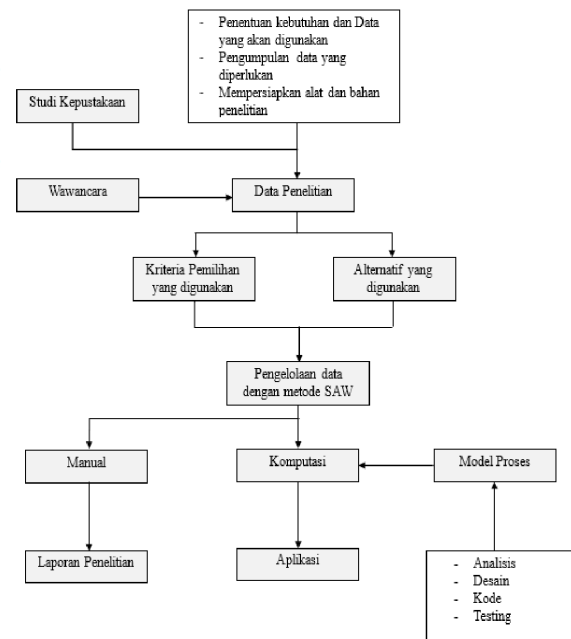 - Penentuan kebutuhan dan Data
yang akan digunakan
- Pengumpulan data yang
diperlukan
- Mempersiapkan alat dan bahan
penelitian
Studi Kepustakaan
Wawancara
Data Penelitian
Kriteria Pemilihan
yang digunakan
Alternatif yang
digunakan
Pengelolaan data
dengan metode SAW
Manual
Komputasi
Model Proses
Laporan Penelitian
Aplikasi
- Analisis
- Desain
- Kode
- Testing